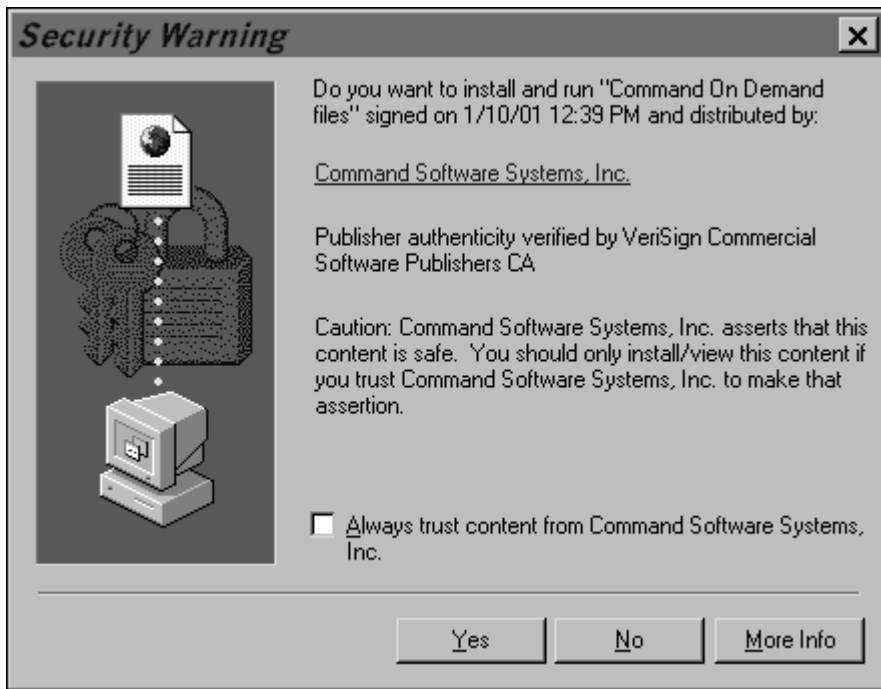 Security Warning
Do you want to install and run "Command On Demand
files" signed on 1/10/01 12:39 PM and distributed by:
Command Software Systems, Inc.
Publisher authenticity verified by VeriSign Commercial
Software Publishers CA
Caution: Command Software Systems, Inc. asserts that this
content is safe.  You should only install/view this content if
you trust Command Software Systems, Inc. to make that
assertion.
Always trust content from Command Software Systems,
Inc.
Yes
No
More Info